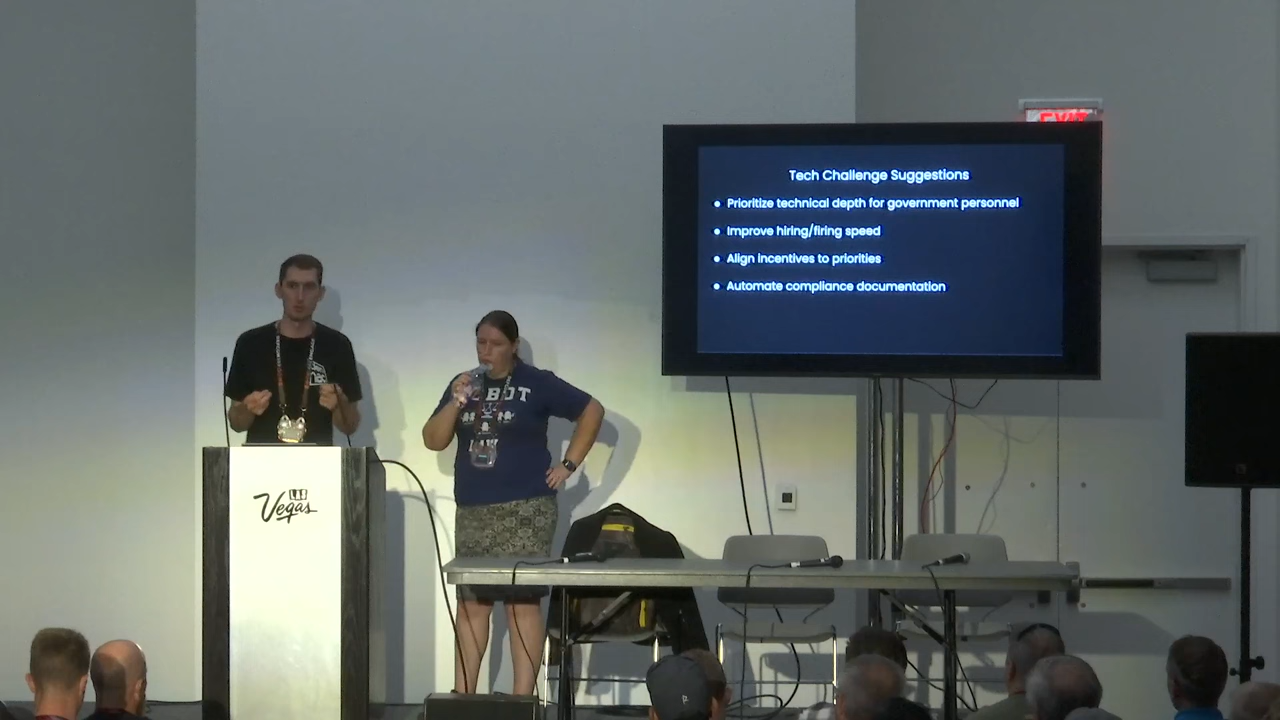 EXIT
Tech Challenge Suggestions
• Prioritize technical depth for government personnel
• Improve hiring/firing speed
• Align incentives to priorities
• Automate compliance documentation
LAS
Vegas